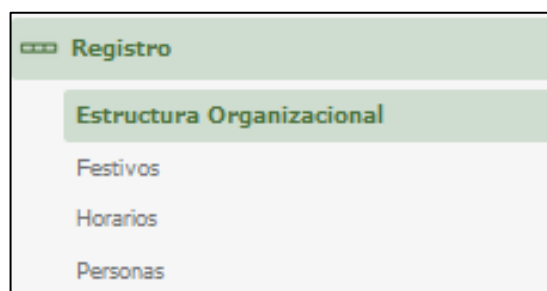 Registro
Estructura Organizacional
Festivos
Horarios
Personas